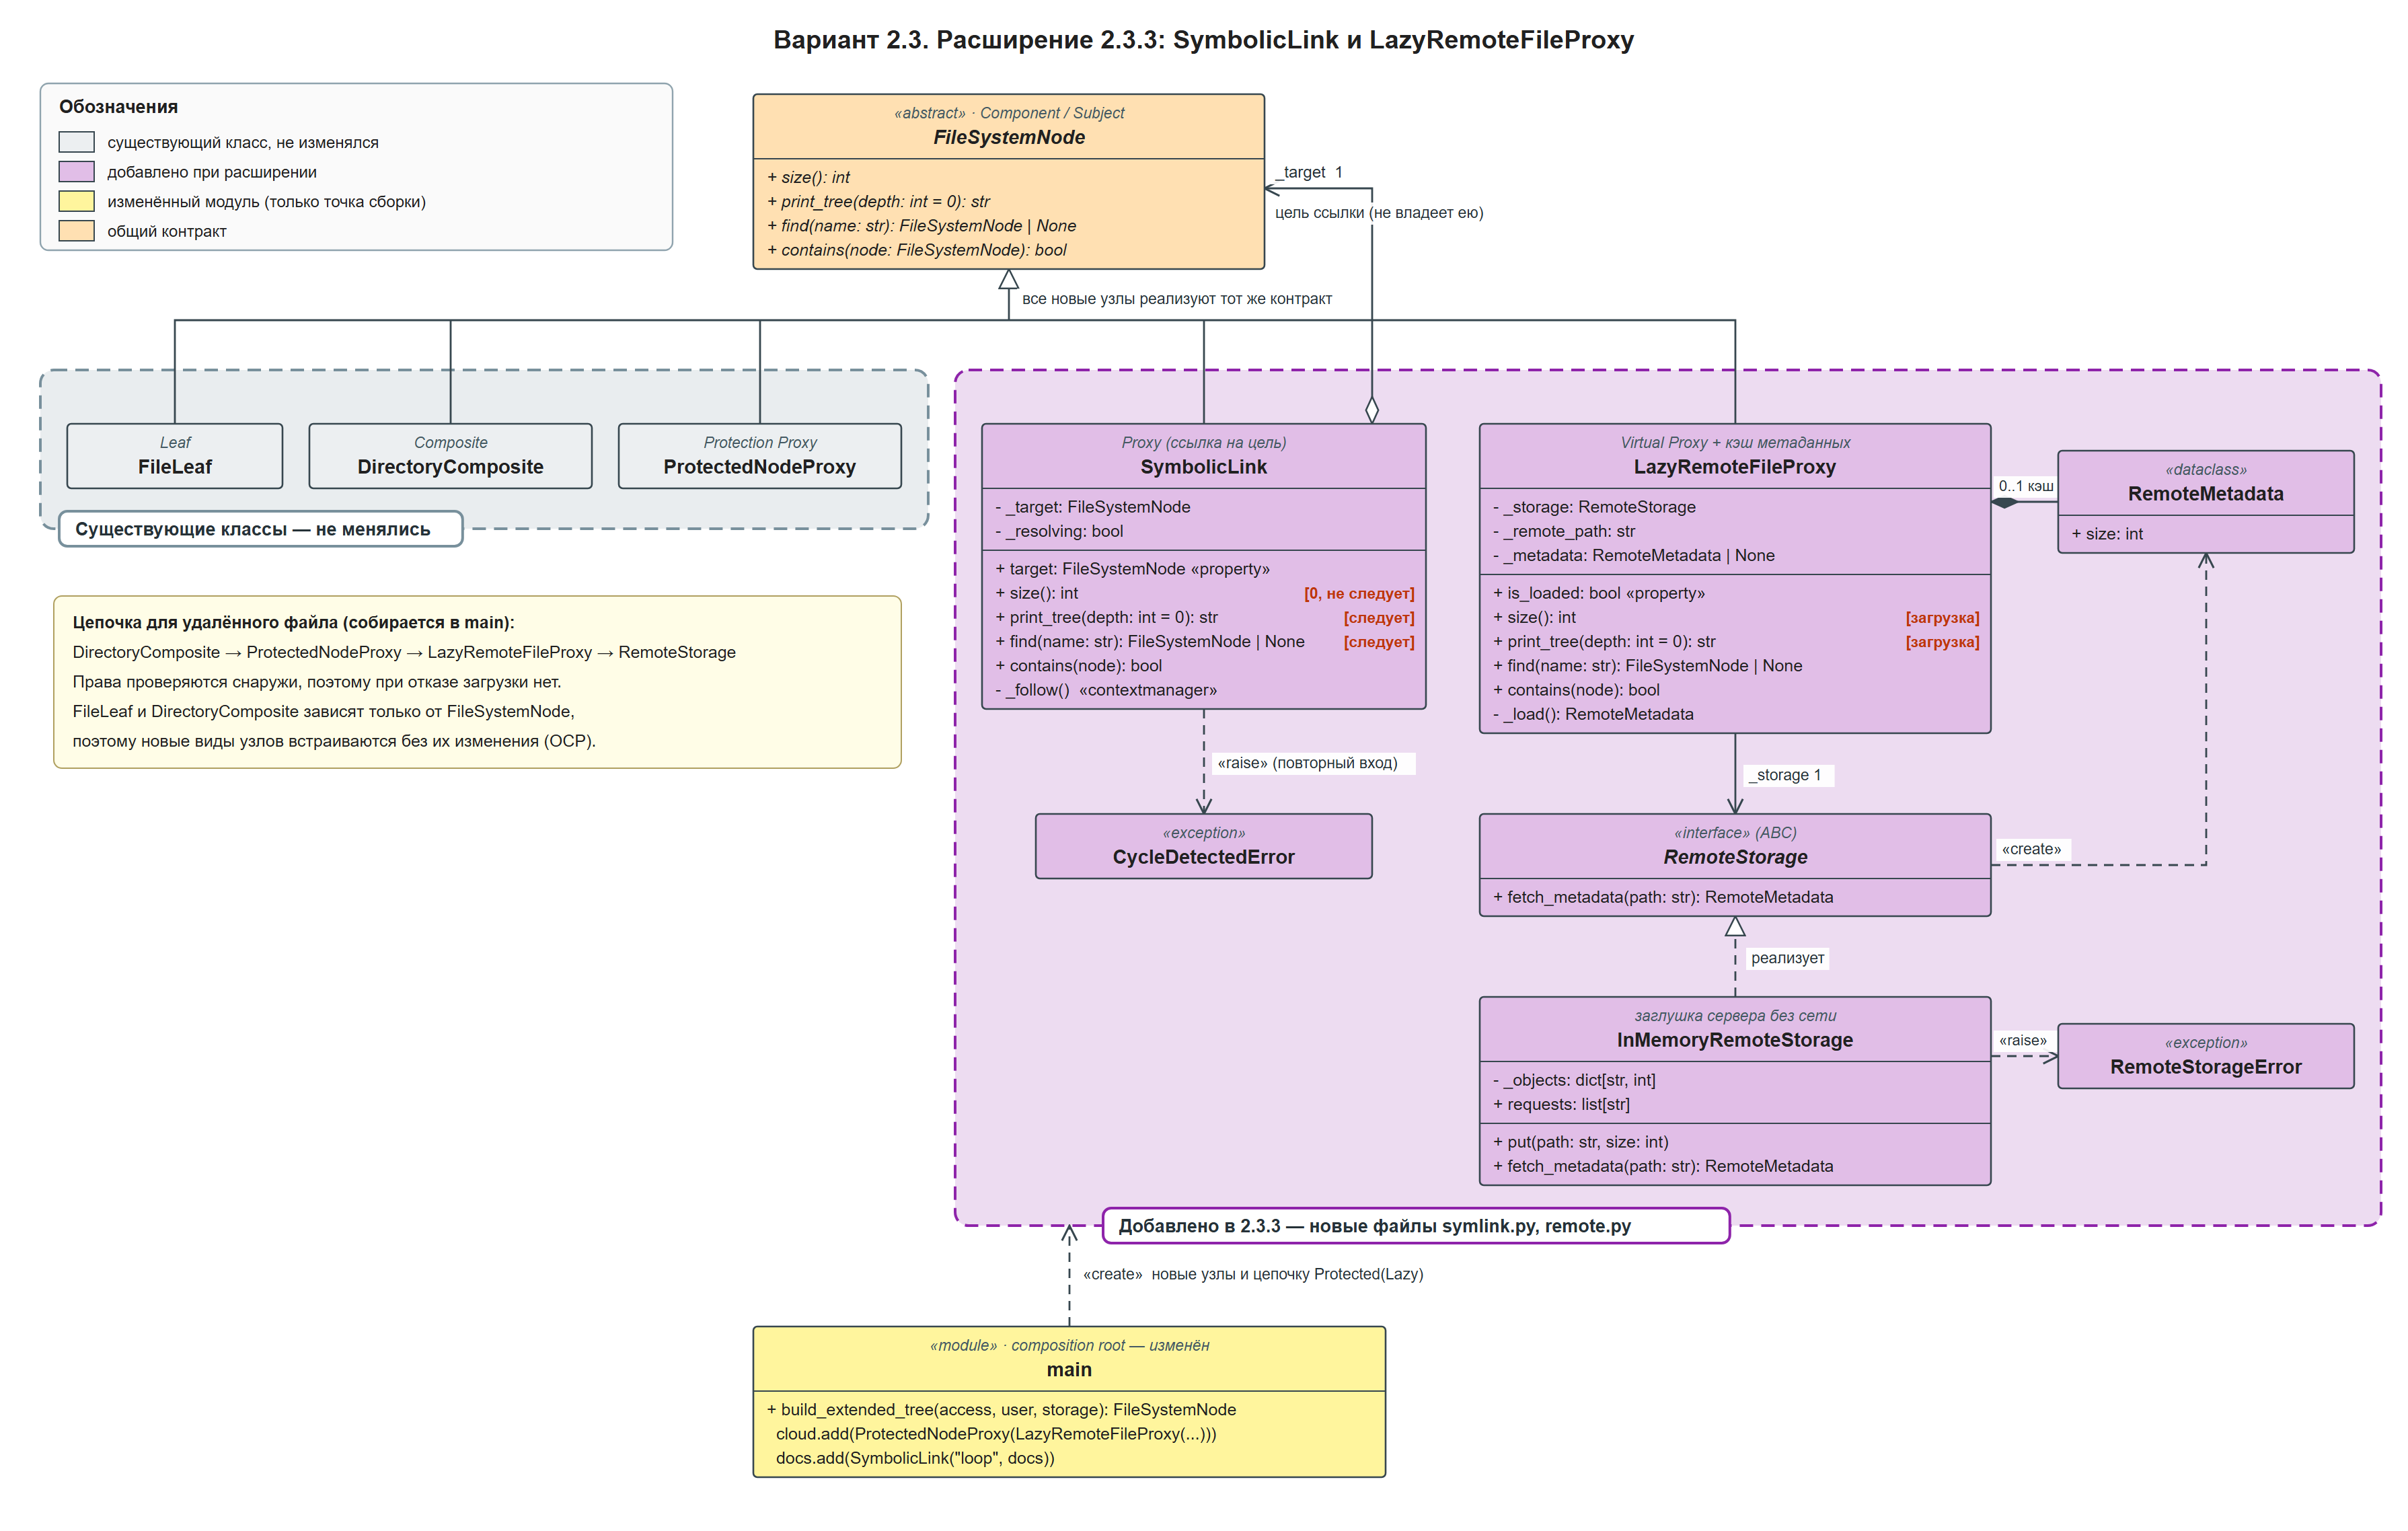 Вариант 2.3. Расширение 2.3.3: SymbolicLink и LazyRemoteFileProxy
Обозначения
существующий класс, не изменялся
добавлено при расширении
изменённый модуль (только точка сборки)
общий контракт
«abstract» · Component / Subject
FileSystemNode
+ size(): int
+ print_tree(depth: int = 0): str
+ find(name: str): FileSystemNode | None
+ contains(node: FileSystemNode): bool
_target 1
цель ссылки (не владеет ею)
все новые узлы реализуют тот же контракт
Leaf
FileLeaf
Composite
DirectoryComposite
Protection Proxy
ProtectedNodeProxy
Существующие классы — не менялись
Цепочка для удалённого файла (собирается в main):
DirectoryComposite → ProtectedNodeProxy → LazyRemoteFileProxy → RemoteStorage
Права проверяются снаружи, поэтому при отказе загрузки нет.
FileLeaf и DirectoryComposite зависят только от FileSystemNode,
поэтому новые виды узлов встраиваются без их изменения (OCP).
Proxy (ссылка на цель)
SymbolicLink
- _target: FileSystemNode
- _resolving: bool
+ target: FileSystemNode «property»
+ size(): int [0, не следует]
+ print_tree(depth: int = 0): str [следует]
+ find(name: str): FileSystemNode | None [следует]
+ contains(node): bool
- _follow() «contextmanager»
«raise» (повторный вход)
«exception»
CycleDetectedError
Virtual Proxy + кэш метаданных
LazyRemoteFileProxy
- _storage: RemoteStorage
- _remote_path: str
- _metadata: RemoteMetadata | None
+ is_loaded: bool «property»
+ size(): int [загрузка]
+ print_tree(depth: int = 0): str [загрузка]
+ find(name: str): FileSystemNode | None
+ contains(node): bool
- _load(): RemoteMetadata
0..1 кэш
«dataclass»
RemoteMetadata
+ size: int
_storage 1
«interface» (ABC)
RemoteStorage
+ fetch_metadata(path: str): RemoteMetadata
«create»
реализует
заглушка сервера без сети
InMemoryRemoteStorage
- _objects: dict[str, int]
+ requests: list[str]
+ put(path: str, size: int)
+ fetch_metadata(path: str): RemoteMetadata
«raise»
«exception»
RemoteStorageError
Добавлено в 2.3.3 — новые файлы symlink.py, remote.py
«create» новые узлы и цепочку Protected(Lazy)
«module» · composition root — изменён
main
+ build_extended_tree(access, user, storage): FileSystemNode
cloud.add(ProtectedNodeProxy(LazyRemoteFileProxy(...)))
docs.add(SymbolicLink("loop", docs))